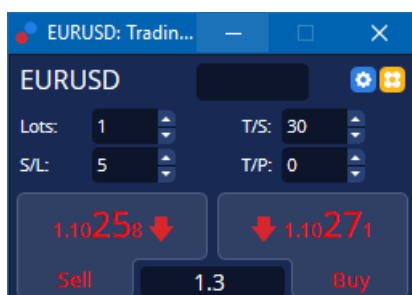 EURUSD: Tradin...
EURUSD
Lots: 1 T/S: 30
S/L: 5 T/P: 0
1.10258 1.10271
Sell 1.3 Buy